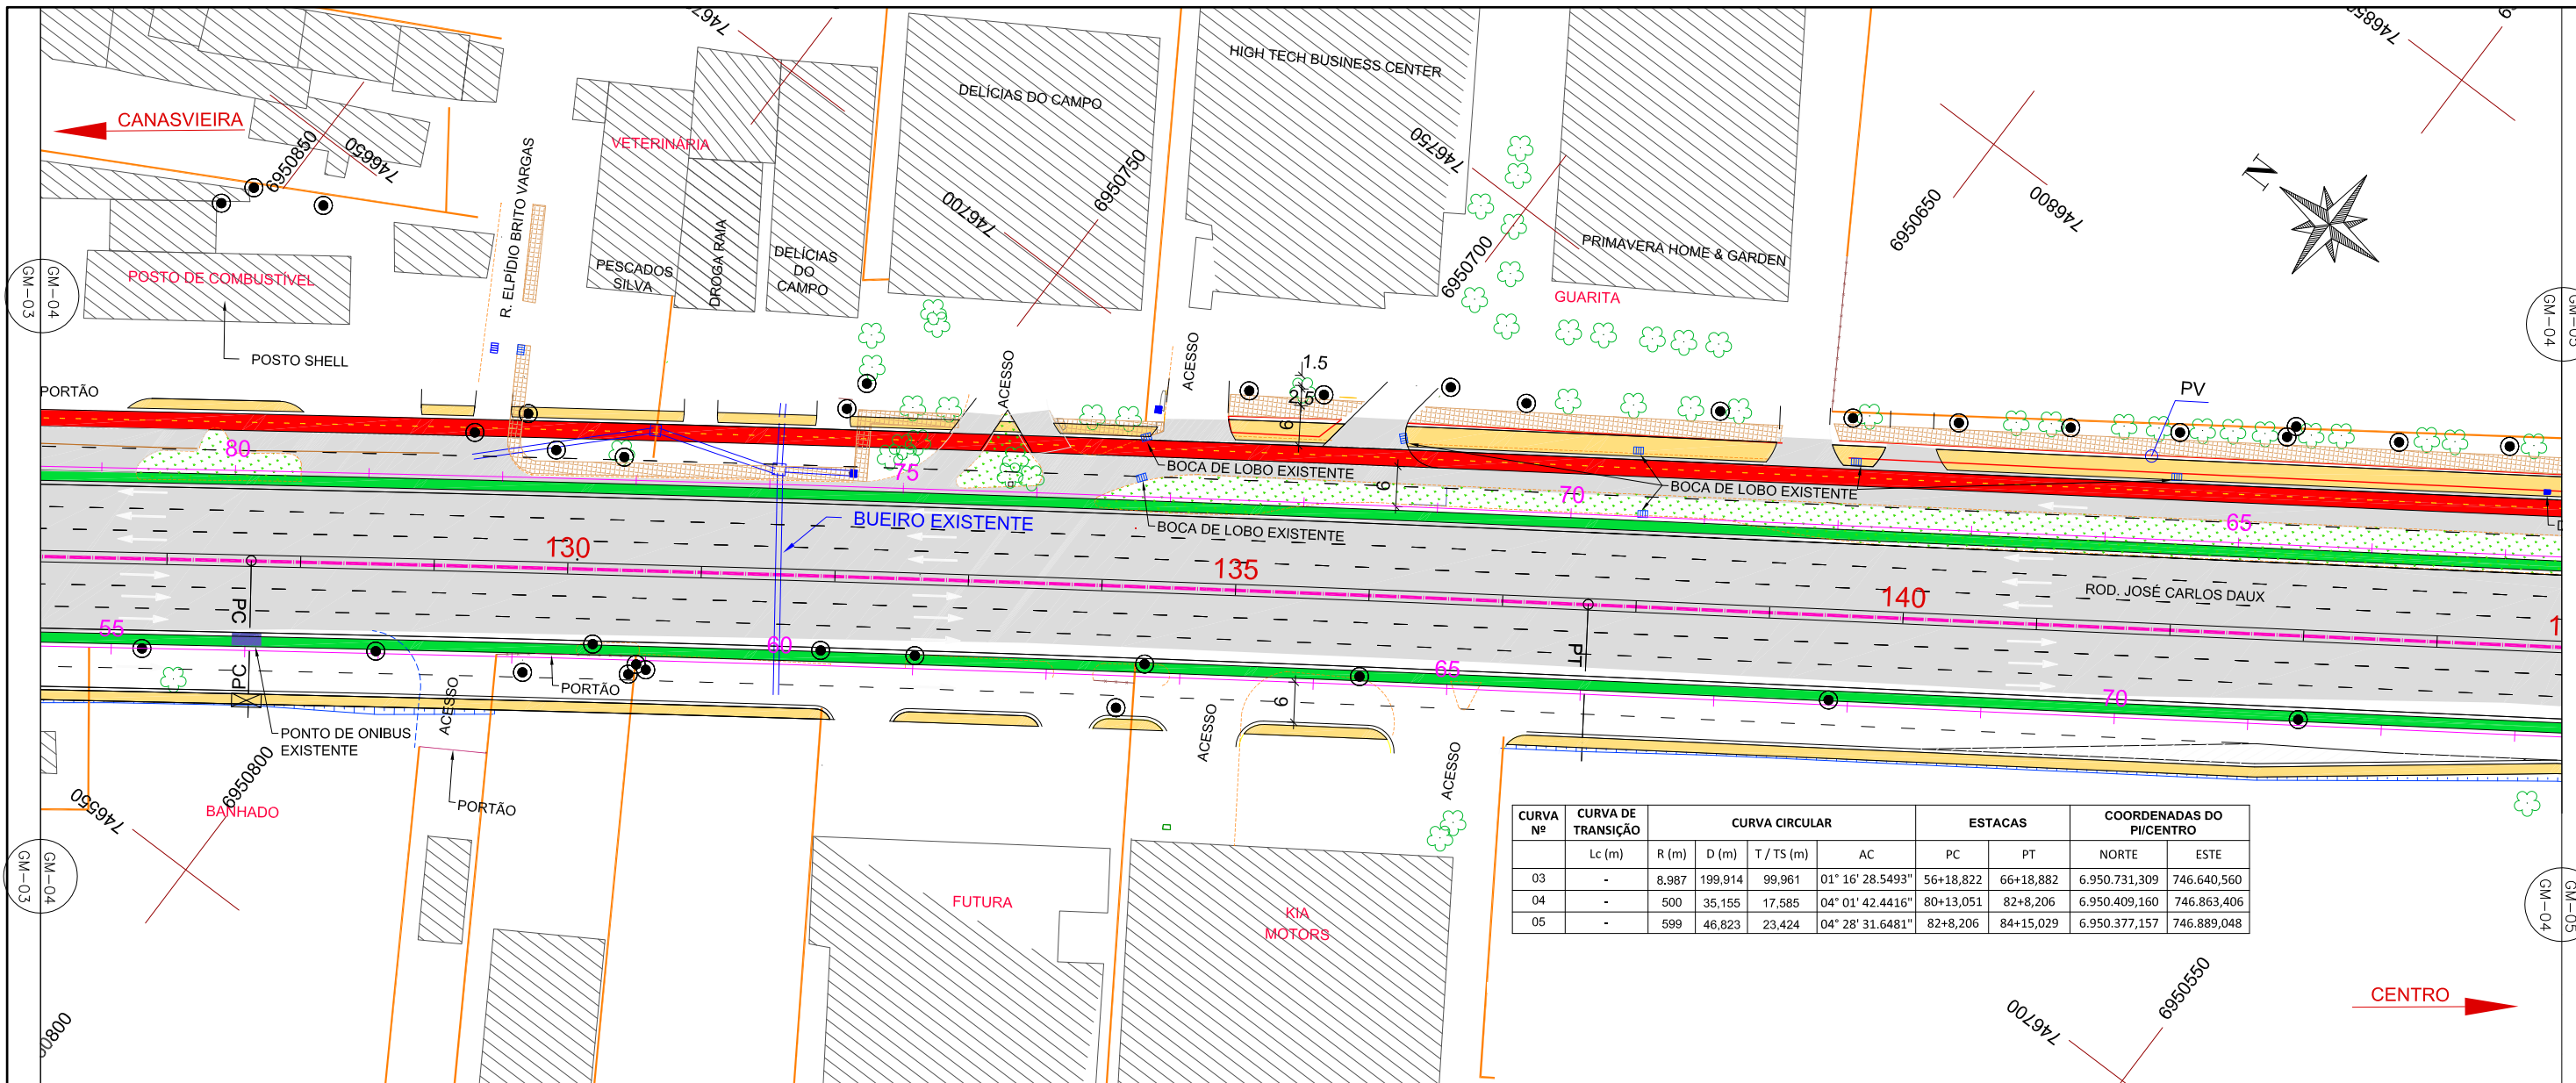 CANASVIEIRA
6950850
746650
R. ELPÍDIO BRITO VARGAS
VETERINÁRIA
PESCADOS
SILVA
DROGA RAIA
DELÍCIAS
DO
CAMPO
DELÍCIAS DO CAMPO
746700
6950750
HIGH TECH BUSINESS CENTER
746750
6950700
PRIMAVERA HOME & GARDEN
GUARITA
6950650
746800
N
GM-03
GM-04
POSTO DE COMBUSTÍVEL
POSTO SHELL
GM-04
GM-05
PORTÃO
ACESSO
ACESSO
1.5
2.5
6
PV
80
75
70
65
6
BOCA DE LOBO EXISTENTE
BOCA DE LOBO EXISTENTE
BOCA DE LOBO EXISTENTE
BUEIRO EXISTENTE
130
135
140
ROD. JOSÉ CARLOS DAUX
PC
PC
PT
55
60
65
70
PORTÃO
ACESSO
PONTO DE ONIBUS
EXISTENTE
PORTÃO
6
ACESSO
ACESSO
746550
6950800
BANHADO
GM-03
GM-04
FUTURA
KIA
MOTORS
CURVA Nº CURVA DE TRANSIÇÃO CURVA CIRCULAR ESTACAS COORDENADAS DO PI/CENTRO
Lc (m) R (m) D (m) T / TS (m) AC PC PT NORTE ESTE
03 - 8.987 199,914 99,961 01° 16' 28.5493" 56+18,822 66+18,882 6.950.731,309 746.640,560
04 - 500 35,155 17,585 04° 01' 42.4416" 80+13,051 82+8,206 6.950.409,160 746.863,406
05 - 599 46,823 23,424 04° 28' 31.6481" 82+8,206 84+15,029 6.950.377,157 746.889,048
GM-04
GM-05
746700
6950550
CENTRO